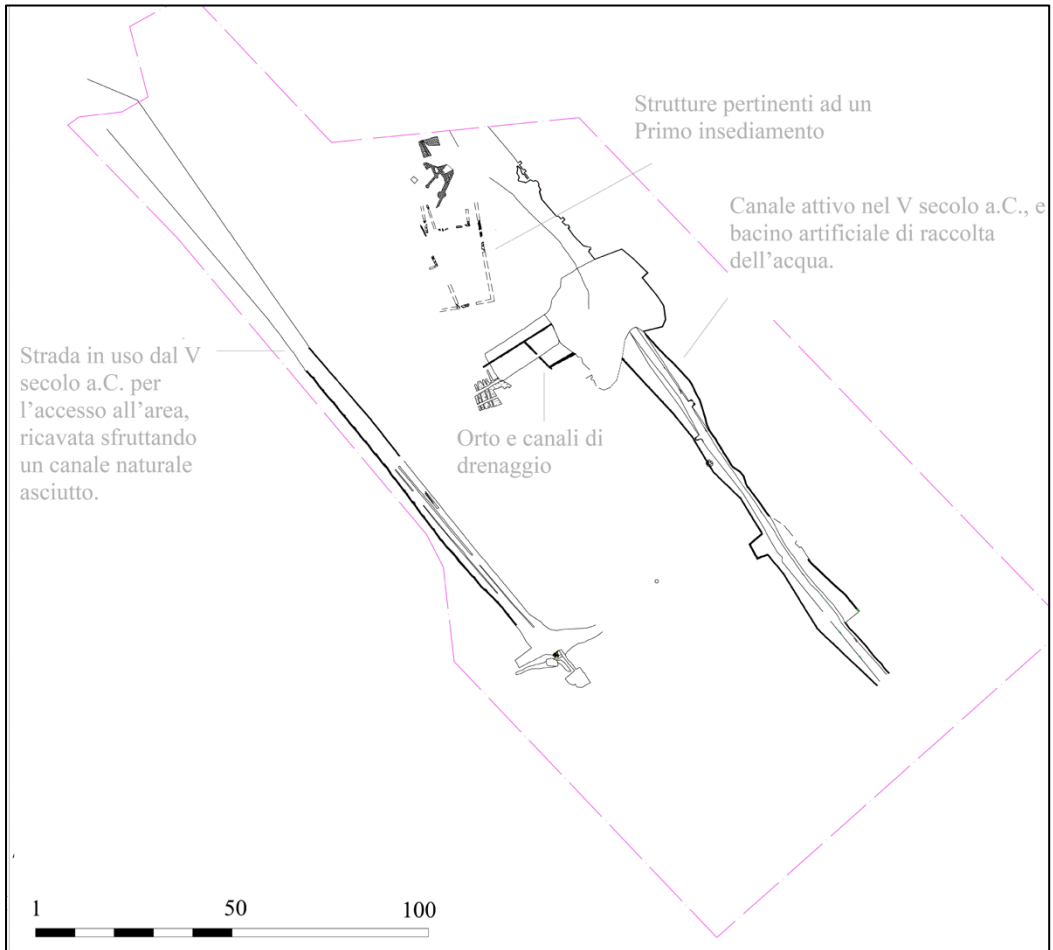 Strutture pertinenti ad un
Primo insediamento
Canale attivo nel V secolo a.C., e
bacino artificiale di raccolta
dell'acqua.
Strada in uso dal V
secolo a.C. per
l'accesso all'area,
ricavata sfruttando
un canale naturale
asciutto.
Orto e canali di
drenaggio
1 50 100